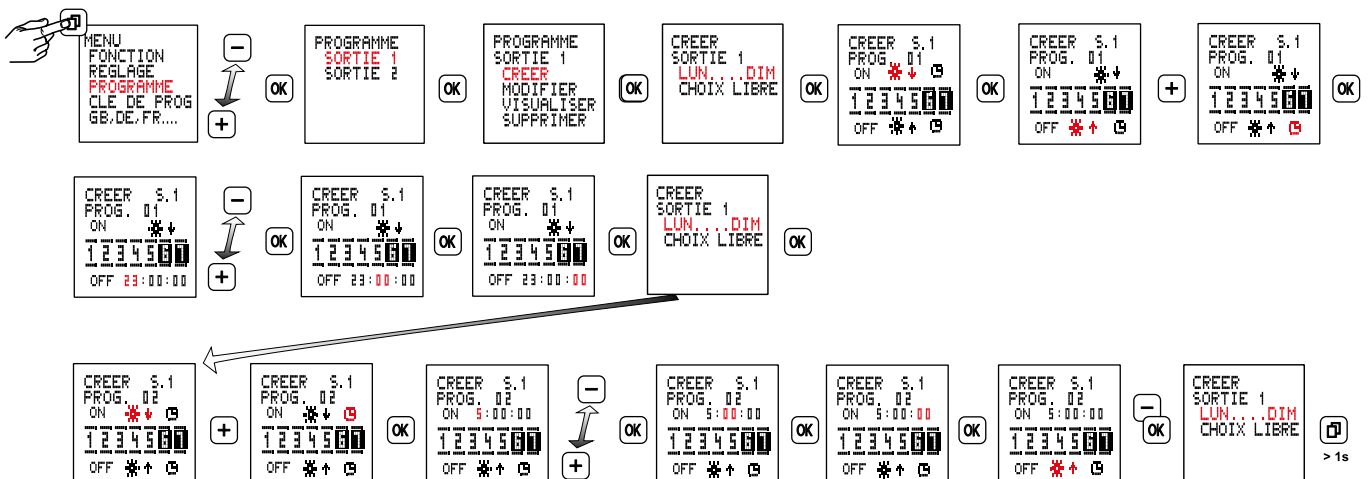 MENU
FONCTION
REGLAGE
PROGRAMME
CLE DE PROG
GB,DE,FR....
−
+
OK
PROGRAMME
SORTIE 1
SORTIE 2
OK
PROGRAMME
SORTIE 1
CREER
MODIFIER
VISUALISER
SUPPRIMER
OK
CREER
SORTIE 1
LUN....DIM
CHOIX LIBRE
OK
CREER S.1
PROG 01
ON
1 2 3 4 5 6 7
OFF
OK
CREER S.1
PROG. 01
ON
1 2 3 4 5 6 7
OFF
+
CREER S.1
PROG. 01
ON
1 2 3 4 5 6 7
OFF
OK
CREER S.1
PROG. 01
ON
1 2 3 4 5 6 7
OFF 23:00:00
−
+
OK
CREER S.1
PROG. 01
ON
1 2 3 4 5 6 7
OFF 23:00:00
OK
CREER S.1
PROG. 01
ON
1 2 3 4 5 6 7
OFF 23:00:00
OK
CREER
SORTIE 1
LUN....DIM
CHOIX LIBRE
OK
CREER S.1
PROG. 02
ON
1 2 3 4 5 6 7
OFF
+
CREER S.1
PROG. 02
ON
1 2 3 4 5 6 7
OFF
OK
CREER S.1
PROG. 02
ON 5:00:00
1 2 3 4 5 6 7
OFF
−
+
OK
CREER S.1
PROG. 02
ON 5:00:00
1 2 3 4 5 6 7
OFF
OK
CREER S.1
PROG. 02
ON 5:00:00
1 2 3 4 5 6 7
OFF
OK
CREER S.1
PROG. 02
ON 5:00:00
1 2 3 4 5 6 7
OFF
−
OK
CREER
SORTIE 1
LUN....DIM
CHOIX LIBRE
> 1s